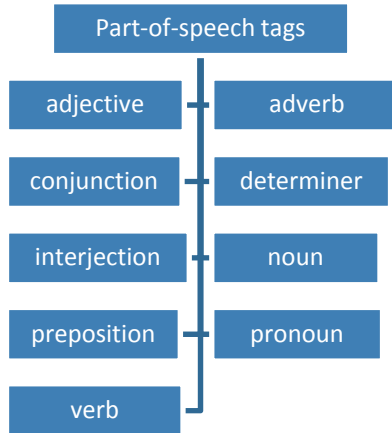 Part-of-speech tags
adjective
adverb
conjunction
determiner
interjection
noun
preposition
pronoun
verb